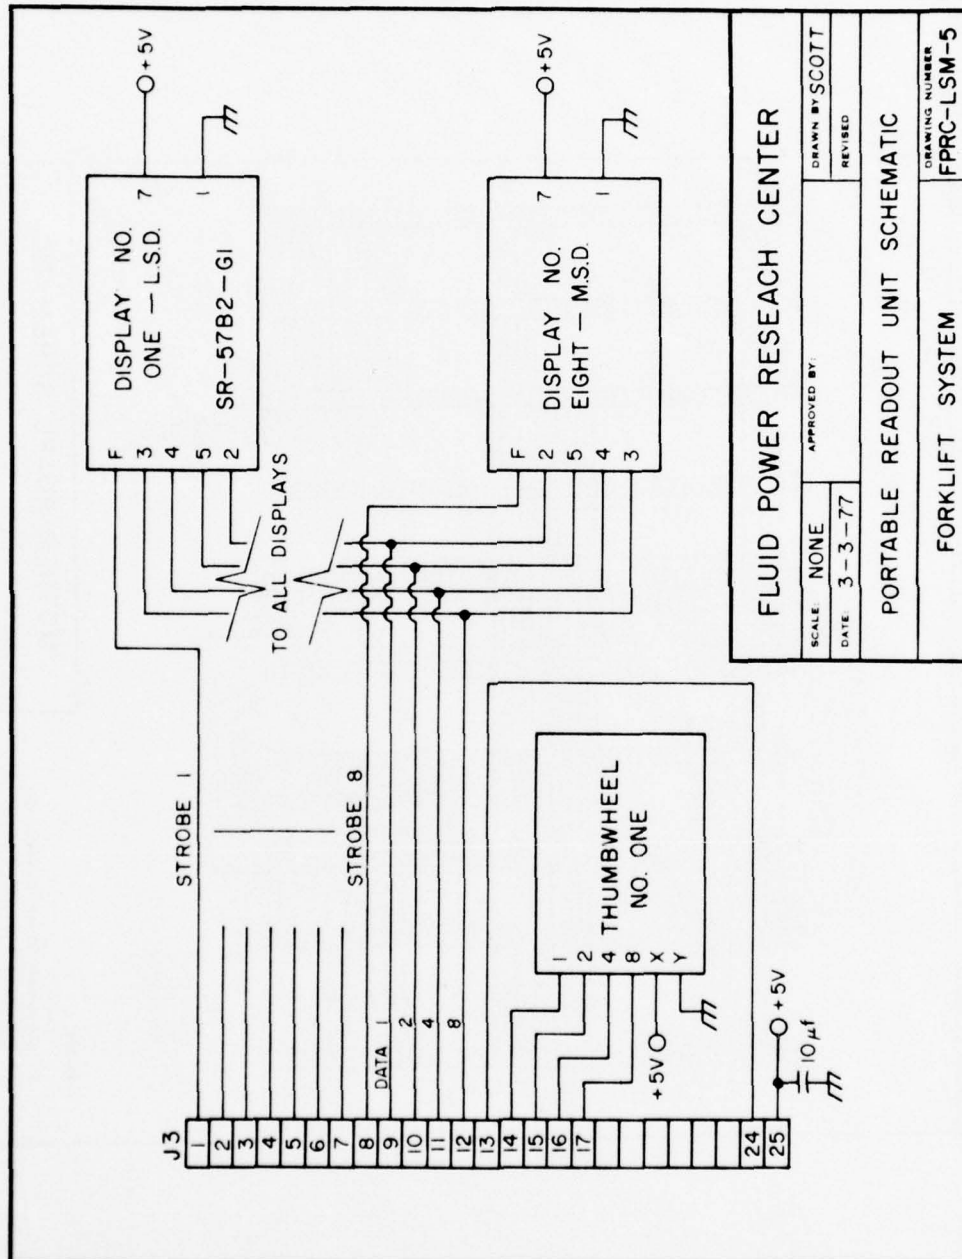 J3
1
2
3
4
5
6
7
8
9
10
11
12
13
14
15
16
17
24
25
STROBE 1
STROBE 8
DATA 1
2
4
8
TO ALL DISPLAYS
F
3
4
5
2
DISPLAY NO.
ONE — L.S.D.
SR-57B2-G1
7
1
+5V
F
2
5
4
3
DISPLAY NO.
EIGHT — M.S.D.
7
1
+5V
1
2
4
8
X
Y
THUMBWHEEL
NO. ONE
+5V
+5V
10µf
FLUID POWER RESEACH CENTER
SCALE: NONE
APPROVED BY:
DRAWN BY SCOTT
DATE: 3-3-77
REVISED
PORTABLE READOUT UNIT SCHEMATIC
FORKLIFT SYSTEM
DRAWING NUMBER
FPRC-LSM-5